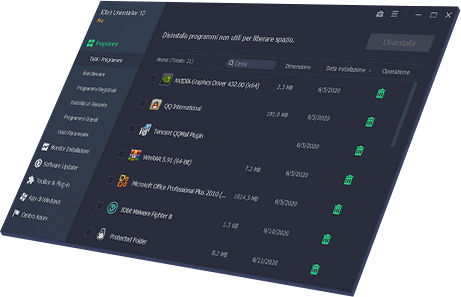 IObit Uninstaller 10
Pro
Programmi
Tutti i Programmi
Bundleware
Programmi Registrati
Installati di Recente
Programmi Grandi
Usati Raramente
Monitor Installazioni
Software Updater
Toolbar & Plug-in
App di Windows
Centro Azioni
Disinstalla programmi non utili per liberare spazio.
Disinstalla
Nome (Totale: 21)
Cerca
Dimensione
Data installazione
Operazione
NVIDIA Graphics Driver 432.00 (x64)
2,3 MB
6/3/2020
QQ International
182,9 MB
6/3/2020
Tencent QQMail Plugin
6/3/2020
WinRAR 5.91 (64-bit)
7,2 MB
6/3/2020
Microsoft Office Professional Plus 2010 (...
1014,5 MB
6/3/2020
IObit Malware Fighter 8
1,3 GB
6/10/2020
Protected Folder
8,2 MB
6/11/2020